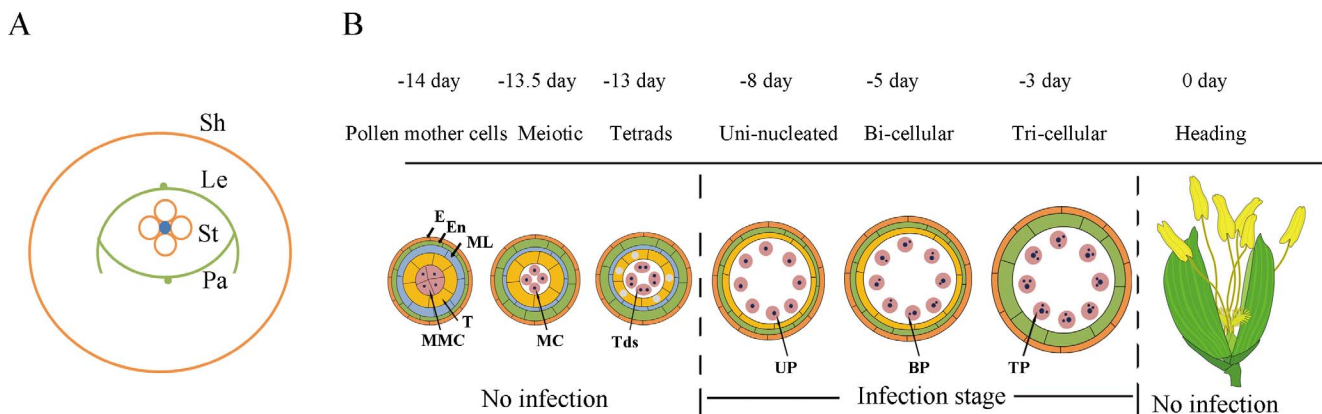 A
B
Sh
Le
St
Pa
-14 day -13.5 day -13 day -8 day -5 day -3 day 0 day
Pollen mother cells Meiotic Tetrads Uni-nucleated Bi-cellular Tri-cellular Heading
E
En
ML
T
MMC MC Tds UP BP TP
No infection Infection stage No infection